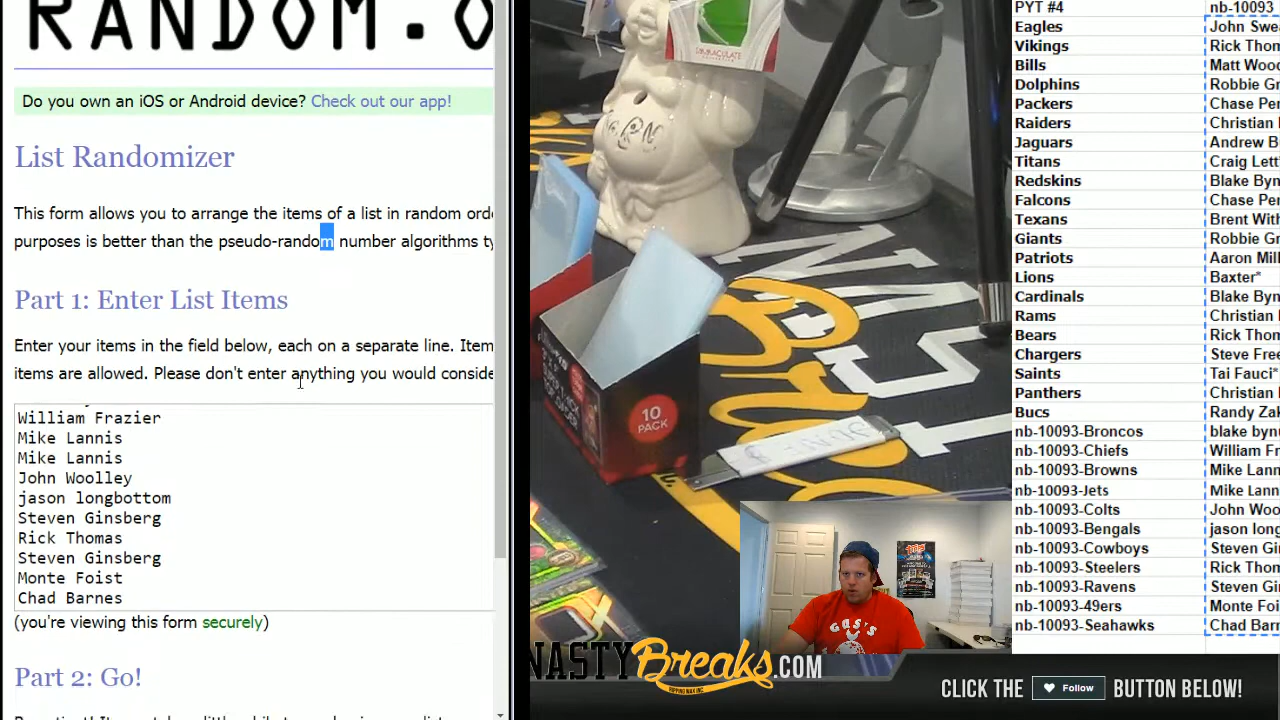 RANDOM.O
Do you own an iOS or Android device? Check out our app!
List Randomizer
This form allows you to arrange the items of a list in random orde
purposes is better than the pseudo-random number algorithms ty
Part 1: Enter List Items
Enter your items in the field below, each on a separate line. Item
items are allowed. Please don't enter anything you would conside
William Frazier
Mike Lannis
Mike Lannis
John Woolley
jason longbottom
Steven Ginsberg
Rick Thomas
Steven Ginsberg
Monte Foist
Chad Barnes
(you're viewing this form securely)
Part 2: Go!
IMMACULATE
10
PACK
NASTY
NASTYBreaks.COM
CLICK THE Follow BUTTON BELOW!
PYT #4 nb-10093
Eagles John Swea
Vikings Rick Thom
Bills Matt Wood
Dolphins Robbie Gr
Packers Chase Per
Raiders Christian
Jaguars Andrew B
Titans Craig Lett
Redskins Blake Byn
Falcons Chase Per
Texans Brent With
Giants Robbie Gr
Patriots Aaron Mill
Lions Baxter*
Cardinals Blake Byn
Rams Christian
Bears Rick Thom
Chargers Steve Free
Saints Tai Fauci*
Panthers Christian
Bucs Randy Zal
nb-10093-Broncos blake bynu
nb-10093-Chiefs William Fr
nb-10093-Browns Mike Lann
nb-10093-Jets Mike Lann
nb-10093-Colts John Woo
nb-10093-Bengals jason long
nb-10093-Cowboys Steven Gi
nb-10093-Steelers Rick Thom
nb-10093-Ravens Steven Gi
nb-10093-49ers Monte Foi
nb-10093-Seahawks Chad Barn